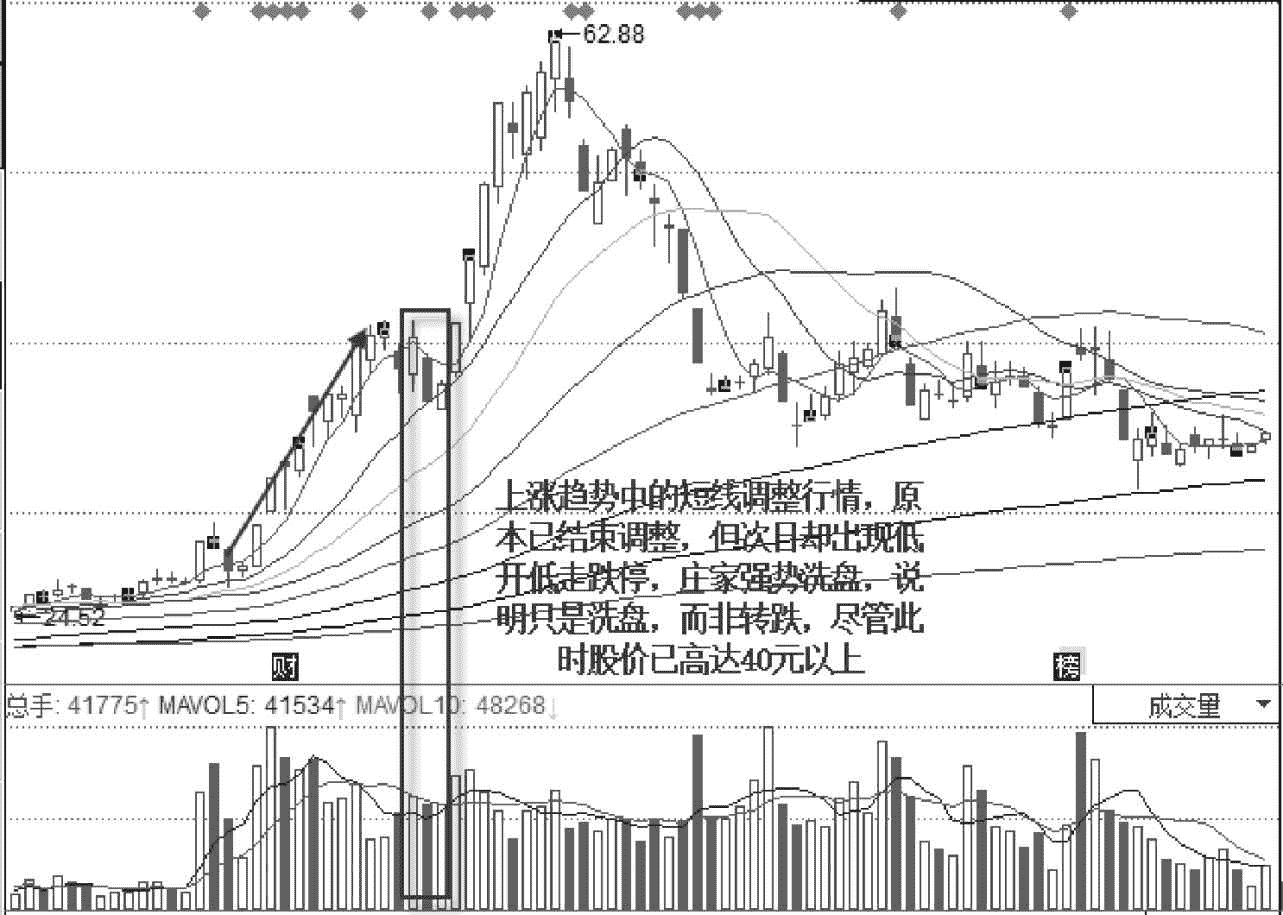 62.88
上涨趋势中的短线调整行情，原
本已结束调整，但次日却出现低
开低走跌停，庄家强势洗盘，说
明只是洗盘，而非转跌，尽管此
时股价已高达40元以上
24.52
财
榜
总手: 41775↑ MAVOL5: 41534↑ MAVOL10: 48268↓
成交量